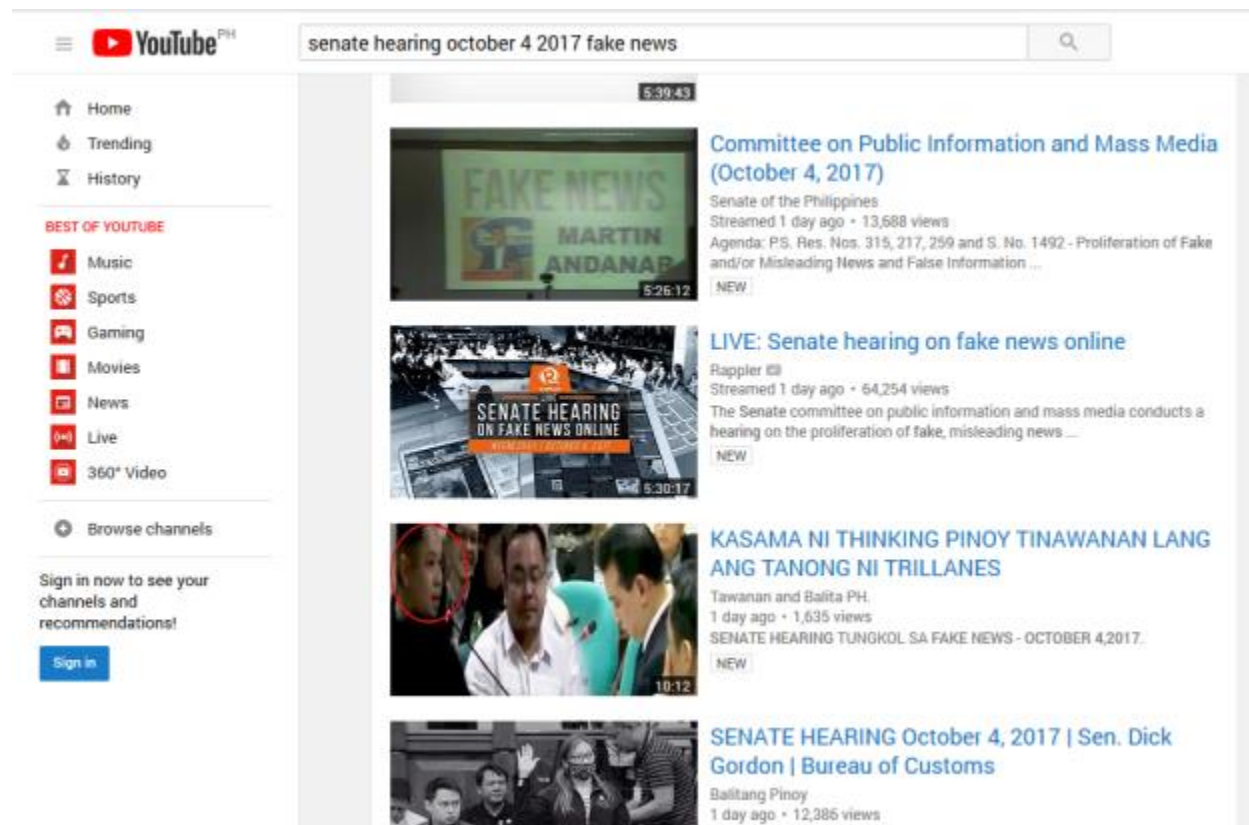 YouTube PH
senate hearing october 4 2017 fake news
Home
Trending
History
BEST OF YOUTUBE
Music
Sports
Gaming
Movies
News
Live
360° Video
Browse channels
Sign in now to see your
channels and
recommendations!
Sign in
5:39:43
FAKE NEWS
MARTIN
ANDANAR
5:26:12
Committee on Public Information and Mass Media
(October 4, 2017)
Senate of the Philippines
Streamed 1 day ago • 13,688 views
Agenda: P.S. Res. Nos. 315, 217, 259 and S. No. 1492 - Proliferation of Fake
and/or Misleading News and False Information ...
NEW
SENATE HEARING
ON FAKE NEWS ONLINE
WEDNESDAY | OCTOBER 4, 2017
5:30:17
LIVE: Senate hearing on fake news online
Rappler
Streamed 1 day ago • 64,254 views
The Senate committee on public information and mass media conducts a
hearing on the proliferation of fake, misleading news ...
NEW
10:12
KASAMA NI THINKING PINOY TINAWANAN LANG
ANG TANONG NI TRILLANES
Tawanan and Balita PH.
1 day ago • 1,635 views
SENATE HEARING TUNGKOL SA FAKE NEWS - OCTOBER 4,2017.
NEW
SENATE HEARING October 4, 2017 | Sen. Dick
Gordon | Bureau of Customs
Balitang Pinoy
1 day ago • 12,386 views